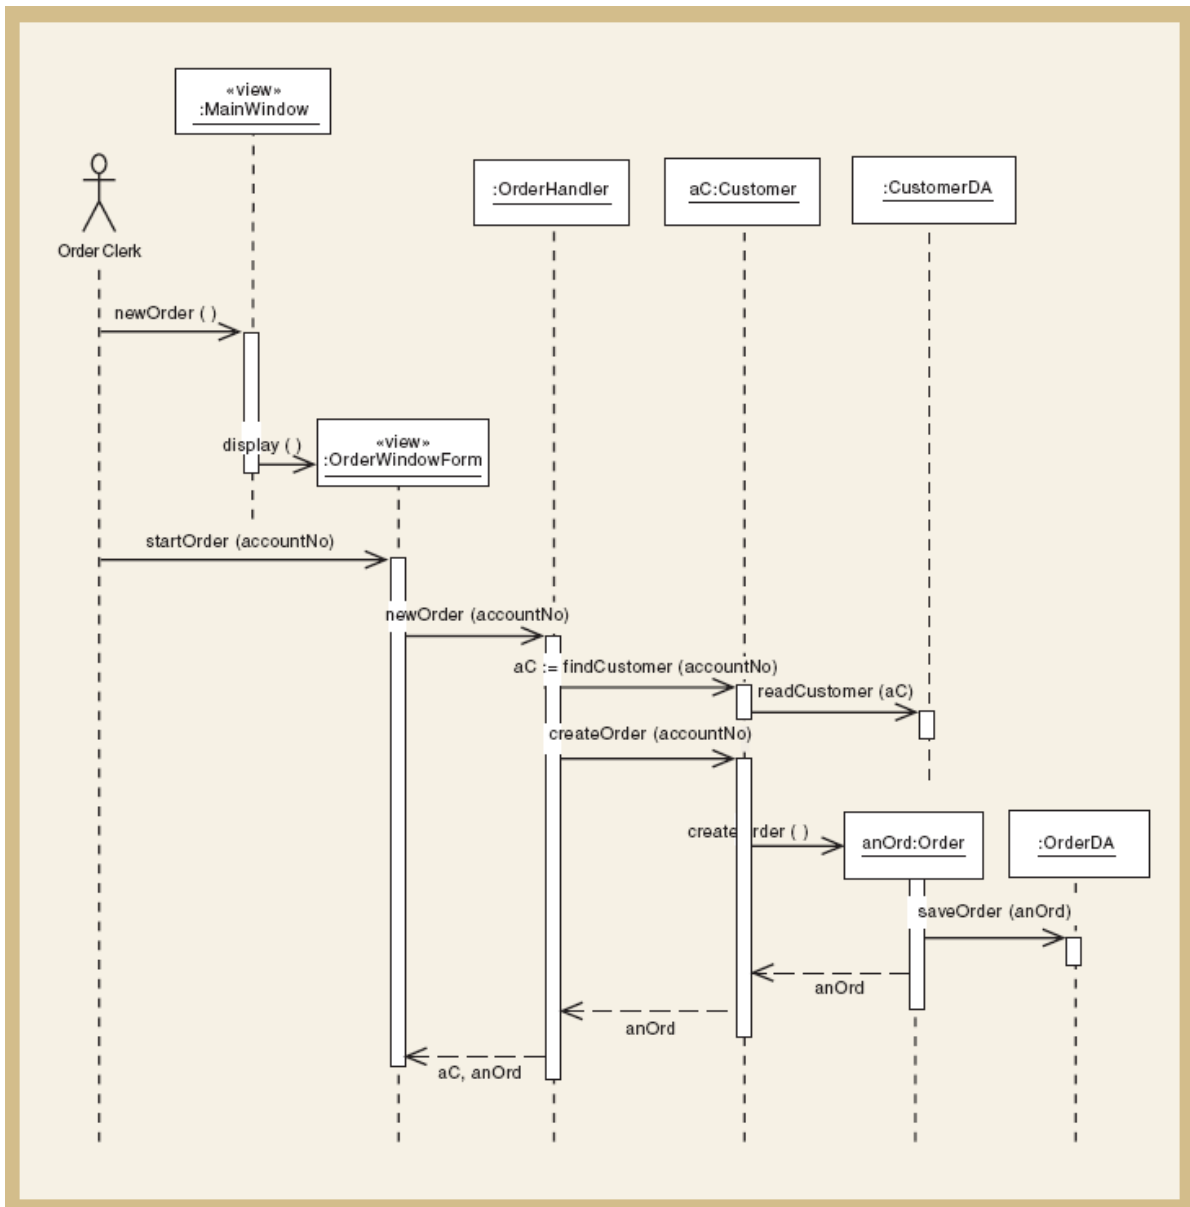 «view»
:MainWindow
:OrderHandler
aC:Customer
:CustomerDA
Order Clerk
newOrder ( )
display ( )
«view»
:OrderWindowForm
startOrder (accountNo)
newOrder (accountNo)
aC := findCustomer (accountNo)
readCustomer (aC)
createOrder (accountNo)
createOrder ( )
anOrd:Order
:OrderDA
saveOrder (anOrd)
anOrd
anOrd
aC, anOrd